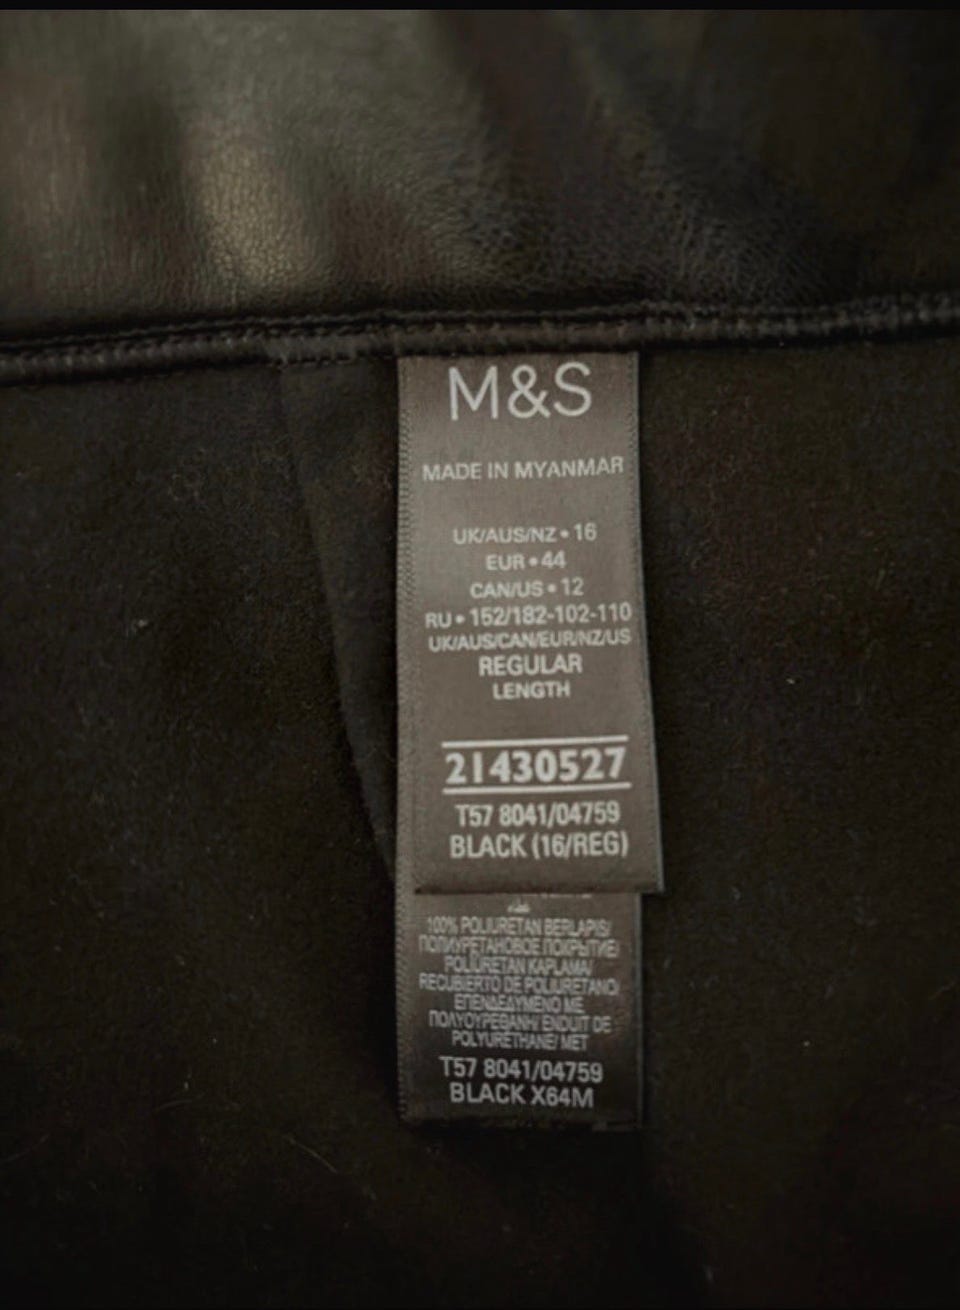 M&S
MADE IN MYANMAR
UK/AUS/NZ • 16
EUR • 44
CAN/US • 12
RU • 152/182-102-110
UK/AUS/CAN/EUR/NZ/US
REGULAR
LENGTH
21430527
T57 8041/04759
BLACK (16/REG)
100% POLIURETAN BERLAPIS/
ПОЛИУРЕТАНОВОЕ ПОКРЫТИЕ/
POLIÜRETAN KAPLAMA/
RECUBIERTO DE POLIURETANO/
ΕΠΕΝΔΕΔΥΜΕΝΟ ΜΕ
ΠΟΛΥΟΥΡΕΘΑΝΗ/ ENDUIT DE
POLYURETHANE/ MET
T57 8041/04759
BLACK X64M